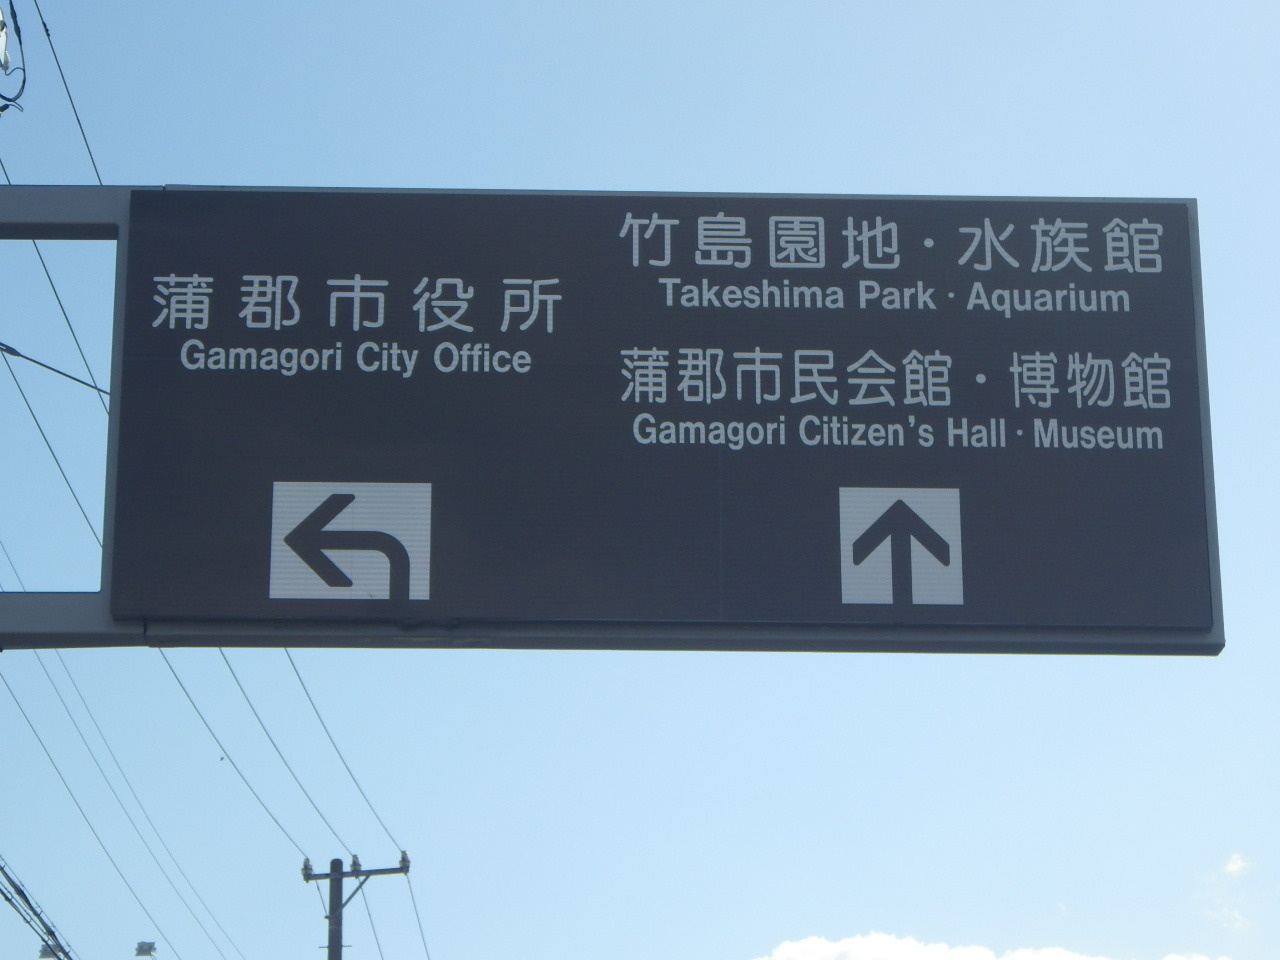 蒲郡市役所
Gamagori City Office
竹島園地・水族館
Takeshima Park・Aquarium
蒲郡市民会館・博物館
Gamagori Citizen's Hall・Museum